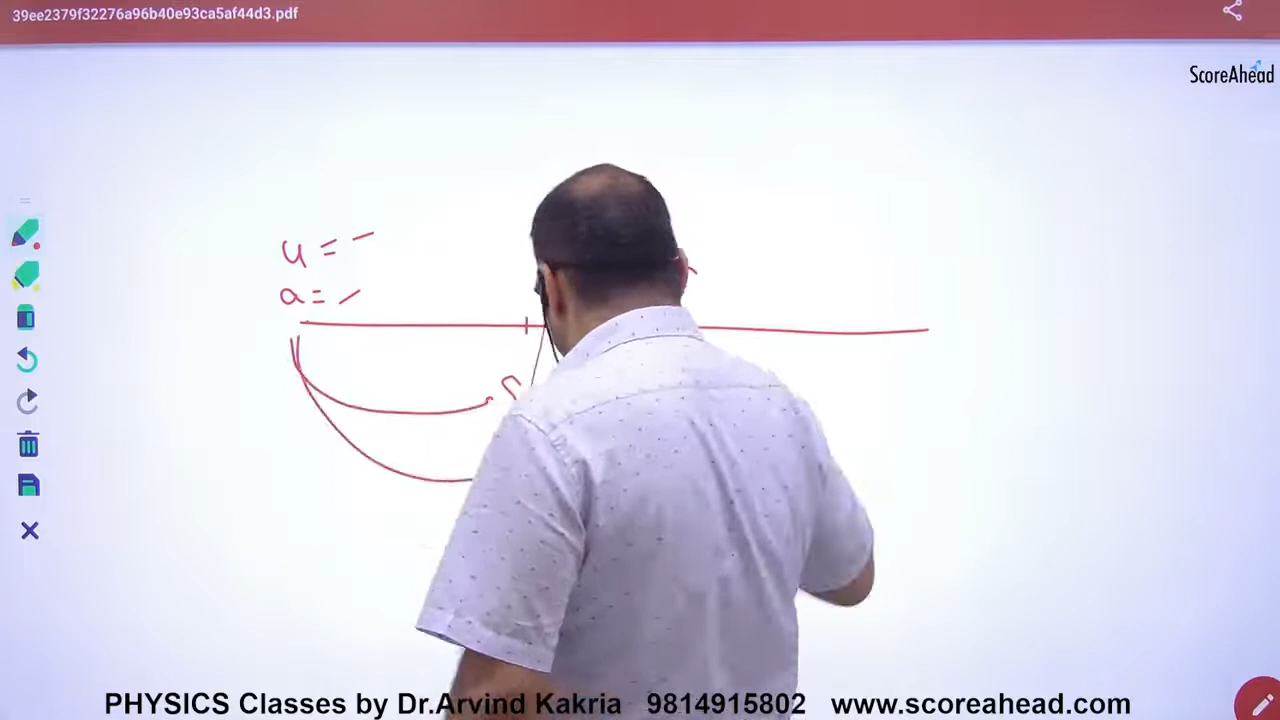 39ee2379f32276a96b40e93ca5af44d3.pdf
ScoreAhead
u = -
a = -
S
PHYSICS Classes by Dr.Arvind Kakria 9814915802 www.scoreahead.com